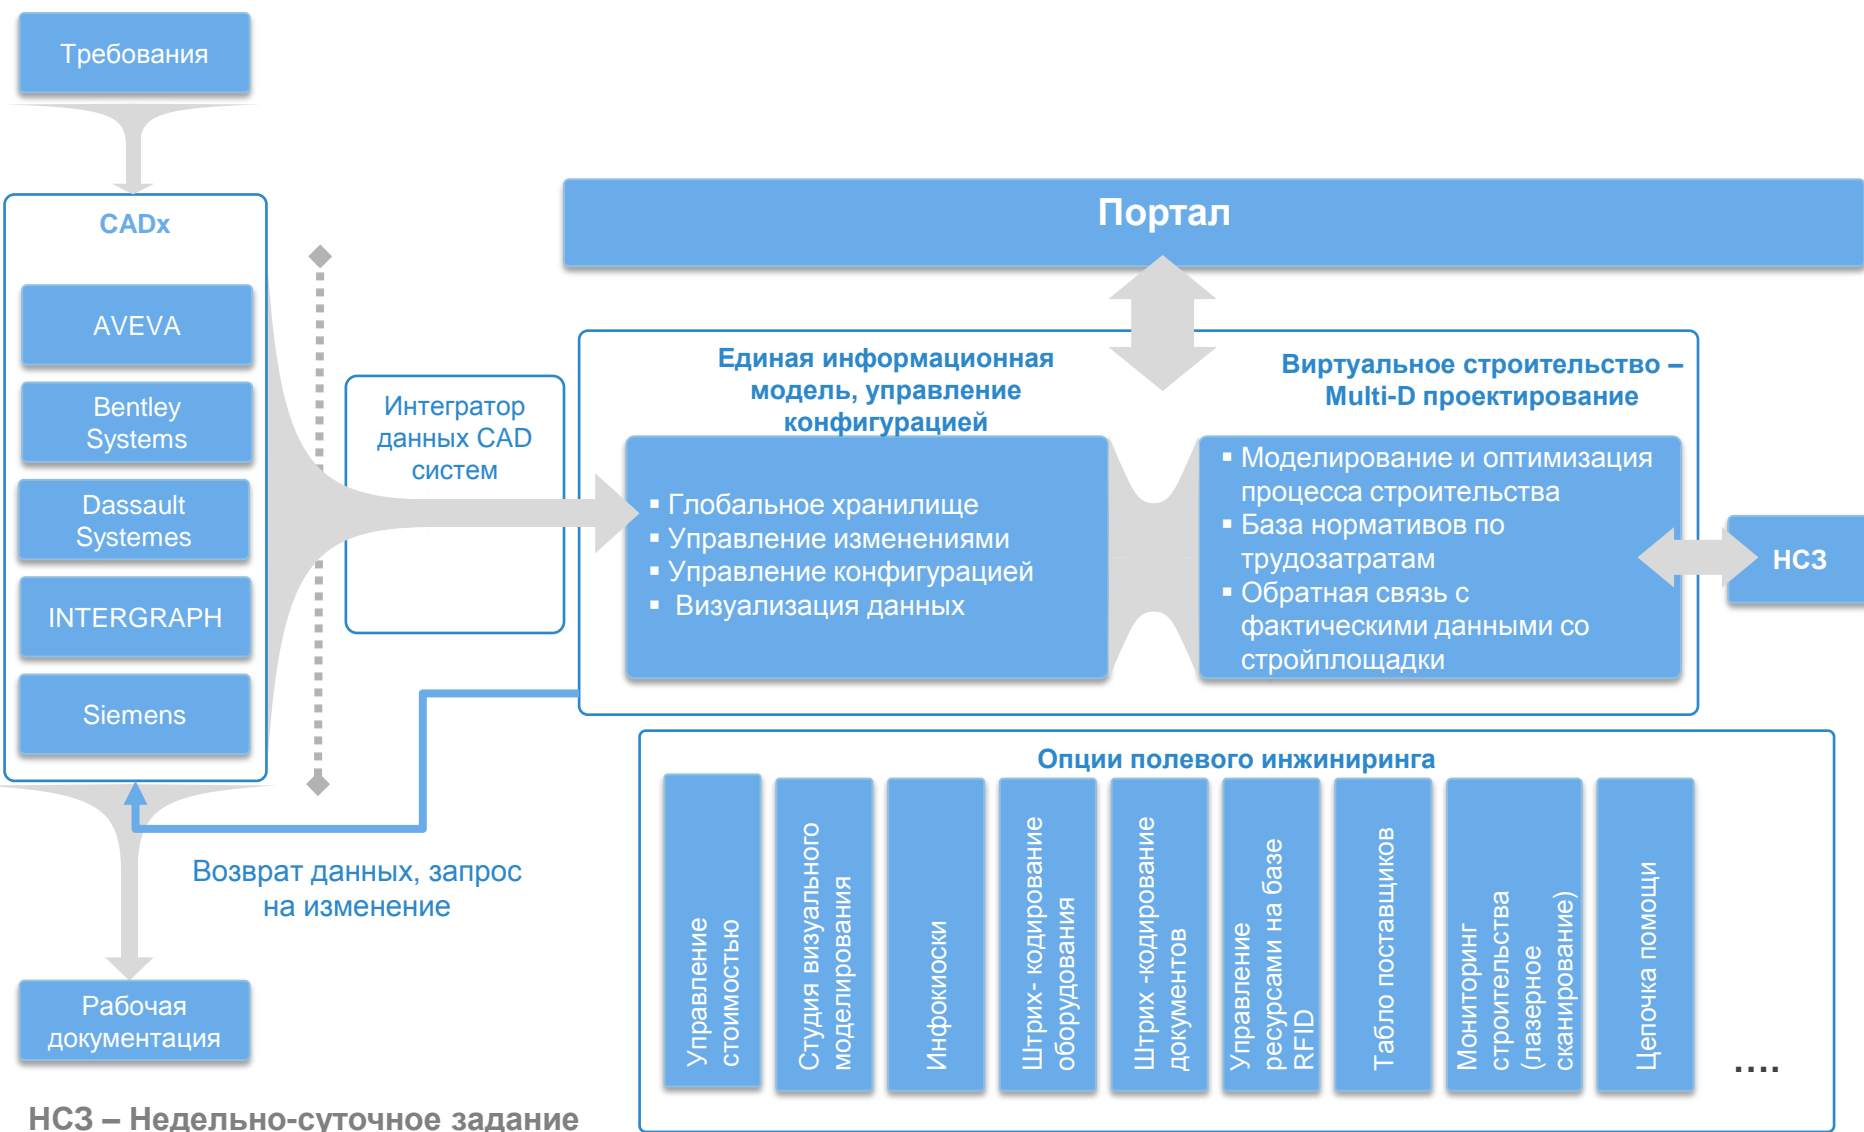 Требования
CADx
AVEVA
Bentley
Systems
Dassault
Systemes
INTERGRAPH
Siemens
Рабочая
документация
Возврат данных, запрос
на изменение
Интегратор
данных CAD
систем
Портал
Единая информационная
модель, управление
конфигурацией
▪ Глобальное хранилище
▪ Управление изменениями
▪ Управление конфигурацией
▪ Визуализация данных
Виртуальное строительство –
Multi-D проектирование
▪ Моделирование и оптимизация
процесса строительства
▪ База нормативов по
трудозатратам
▪ Обратная связь с
фактическими данными со
стройплощадки
НСЗ
Опции полевого инжиниринга
Управление
стоимостью
Студия визуального
моделирования
Инфокиоски
Штрих- кодирование
оборудования
Штрих -кодирование
документов
Управление
ресурсами на базе
RFID
Табло поставщиков
Мониторинг
строительства
(лазерное
сканирование)
Цепочка помощи
....
НСЗ – Недельно-суточное задание